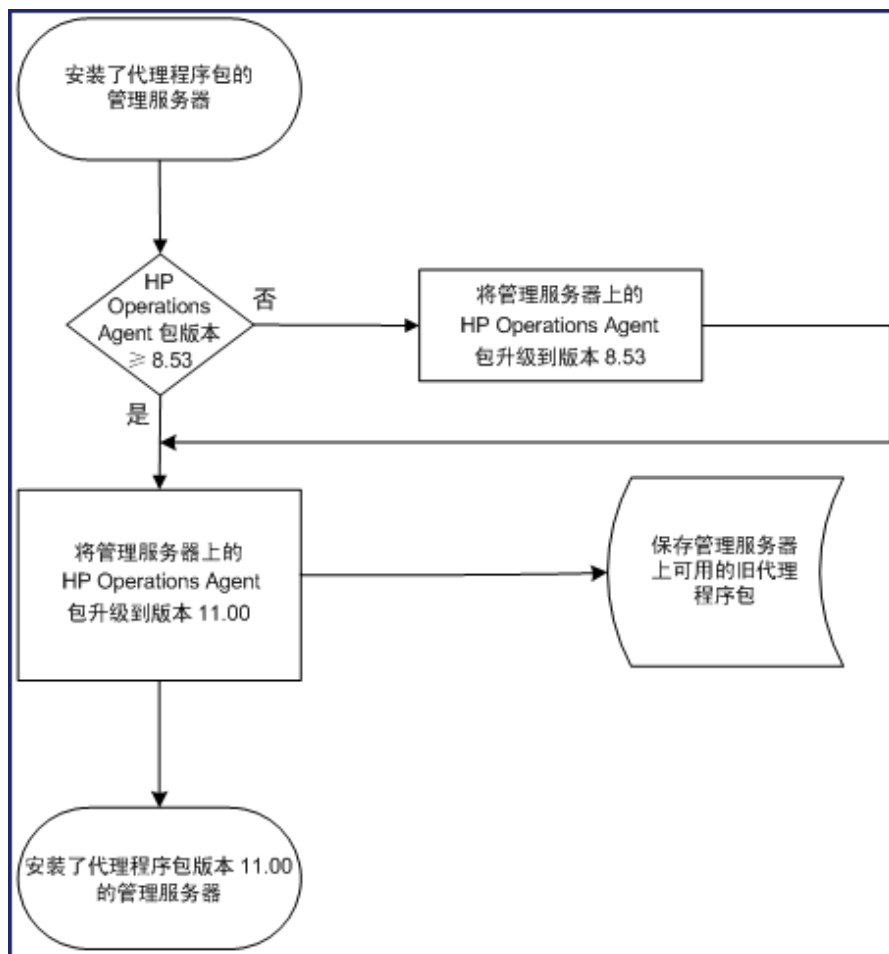 安装了代理程序包的
管理服务器
HP
Operations
Agent 包版本
≥ 8.53
否
将管理服务器上的
HP Operations Agent
包升级到版本 8.53
是
将管理服务器上的
HP Operations Agent
包升级到版本 11.00
保存管理服务器
上可用的旧代理
程序包
安装了代理程序包版本 11.00
的管理服务器